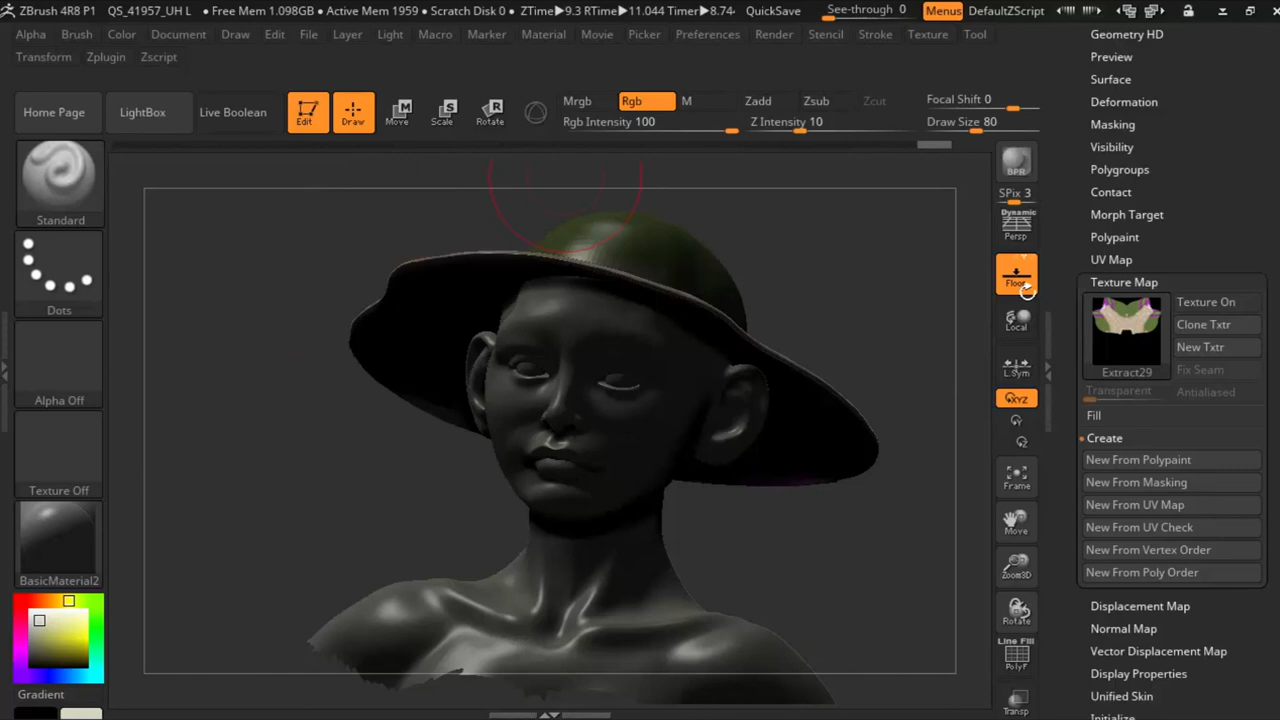 ZBrush 4R8 P1 QS_41957_UH L • Free Mem 1.098GB • Active Mem 1959 • Scratch Disk 0 • ZTime▶9.3 RTime▶11.044 Timer▶8.74 QuickSave See-through 0 Menus DefaultZScript
Alpha Brush Color Document Draw Edit File Layer Light Macro Marker Material Movie Picker Preferences Render Stencil Stroke Texture Tool
Transform Zplugin Zscript
Home Page LightBox Live Boolean Edit Draw Move Scale Rotate
M S R
Mrgb Rgb M Zadd Zsub Zcut Focal Shift 0
Rgb Intensity 100 Z Intensity 10 Draw Size 80
Standard
Dots
Alpha Off
Texture Off
BasicMaterial2
Gradient
BPR
SPix 3
Dynamic
Persp
Floor
Local
L.Sym
XYZ
Frame
Move
Zoom3D
Rotate
Line Fill
PolyF
Transp
Geometry HD
Preview
Surface
Deformation
Masking
Visibility
Polygroups
Contact
Morph Target
Polypaint
UV Map
Texture Map
Texture On
Clone Txtr
New Txtr
Extract29
Fix Seam
Transparent Antialiased
Fill
Create
New From Polypaint
New From Masking
New From UV Map
New From UV Check
New From Vertex Order
New From Poly Order
Displacement Map
Normal Map
Vector Displacement Map
Display Properties
Unified Skin
Initialize